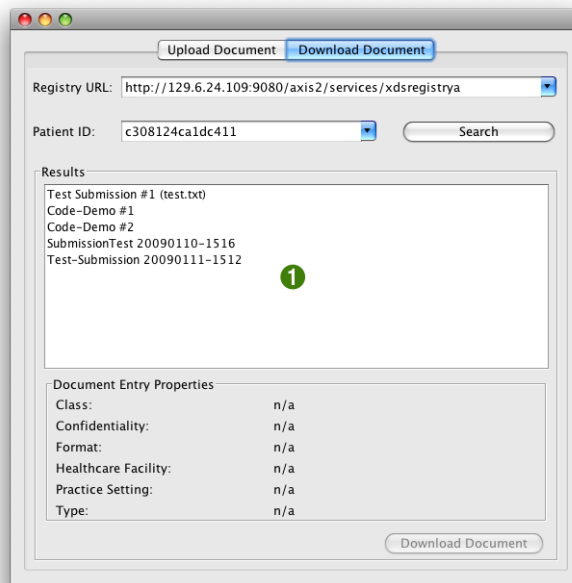 Upload Document Download Document
Registry URL: http://129.6.24.109:9080/axis2/services/xdsregistrya
Patient ID: c308124ca1dc411 Search
Results
Test Submission #1 (test.txt)
Code-Demo #1
Code-Demo #2
SubmissionTest 20090110-1516
Test-Submission 20090111-1512
1
Document Entry Properties
Class: n/a
Confidentiality: n/a
Format: n/a
Healthcare Facility: n/a
Practice Setting: n/a
Type: n/a
Download Document